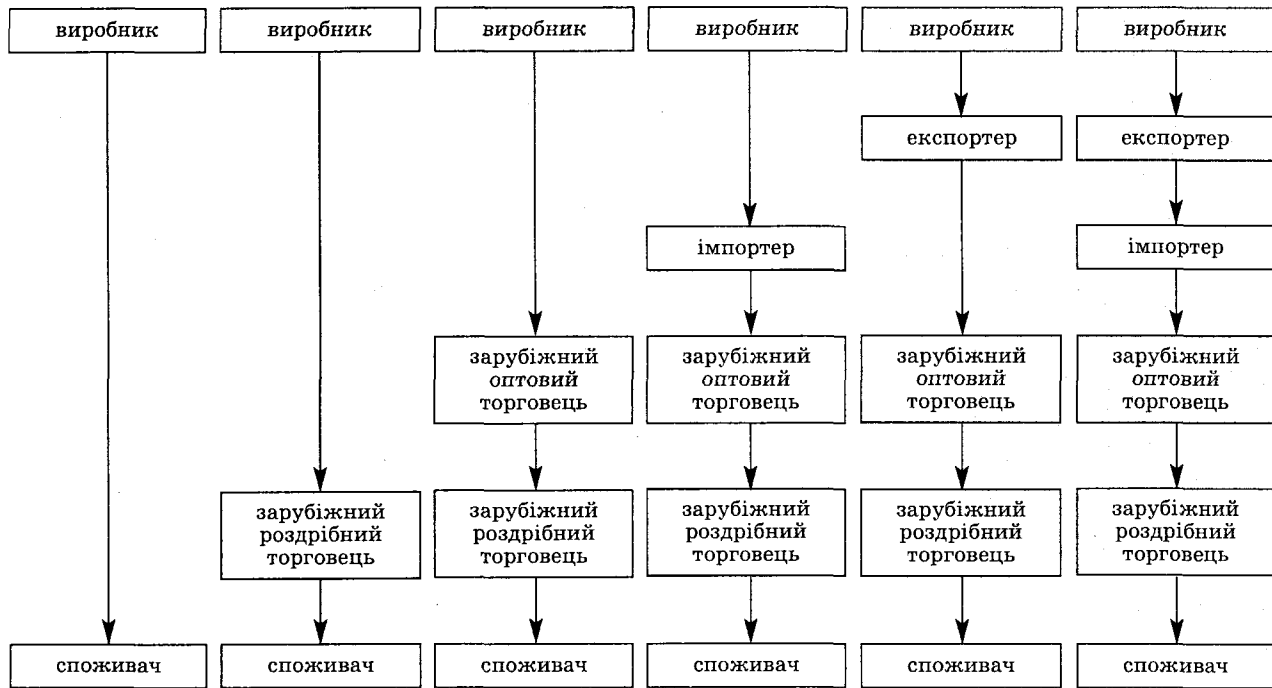 виробник
виробник
виробник
виробник
виробник
виробник
експортер
експортер
імпортер
імпортер
зарубіжний
оптовий
торговець
зарубіжний
оптовий
торговець
зарубіжний
оптовий
торговець
зарубіжний
оптовий
торговець
зарубіжний
роздрібний
торговець
зарубіжний
роздрібний
торговець
зарубіжний
роздрібний
торговець
зарубіжний
роздрібний
торговець
зарубіжний
роздрібний
торговець
споживач
споживач
споживач
споживач
споживач
споживач